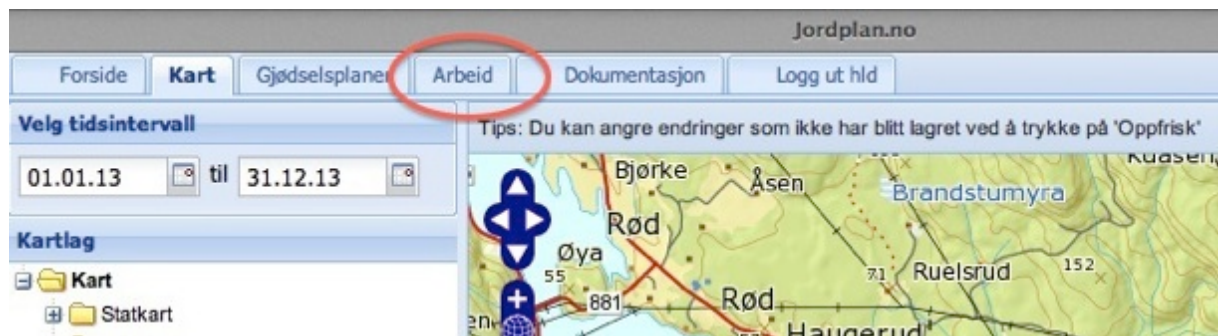 Jordplan.no
Forside Kart Gjødselsplaner Arbeid Dokumentasjon Logg ut hld
Velg tidsintervall
01.01.13 til 31.12.13
Tips: Du kan angre endringer som ikke har blitt lagret ved å trykke på 'Oppfrisk'
Kartlag
Kart
Statkart
Bjørke
Åsen
Brandstumyra
Rød
Øya
55
881
71
Ruelsrud
152
Rød
Haugerud